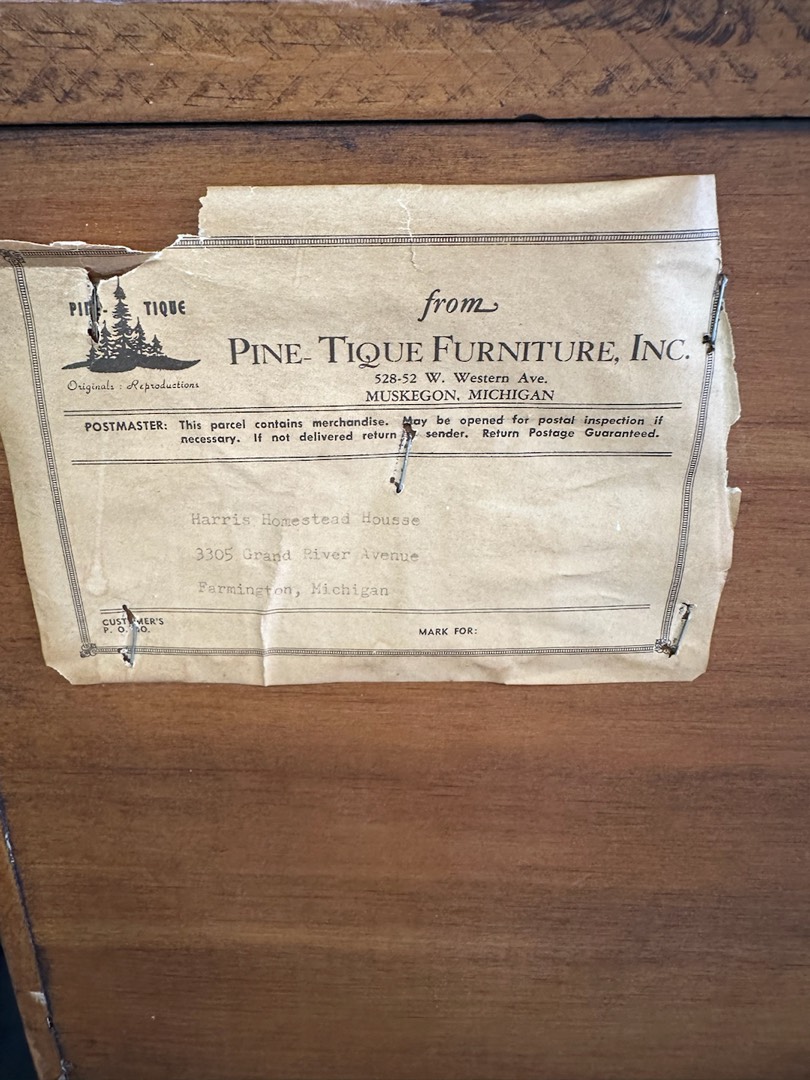 from
PINE-TIQUE
PINE-TIQUE FURNITURE, INC.
Originals : Reproductions
528-52 W. Western Ave.
MUSKEGON, MICHIGAN
POSTMASTER: This parcel contains merchandise. May be opened for postal inspection if
necessary. If not delivered return to sender. Return Postage Guaranteed.
Harris Homestead Housse
3305 Grand River Avenue
Farmington, Michigan
CUSTOMER'S
P. O. NO.
MARK FOR: